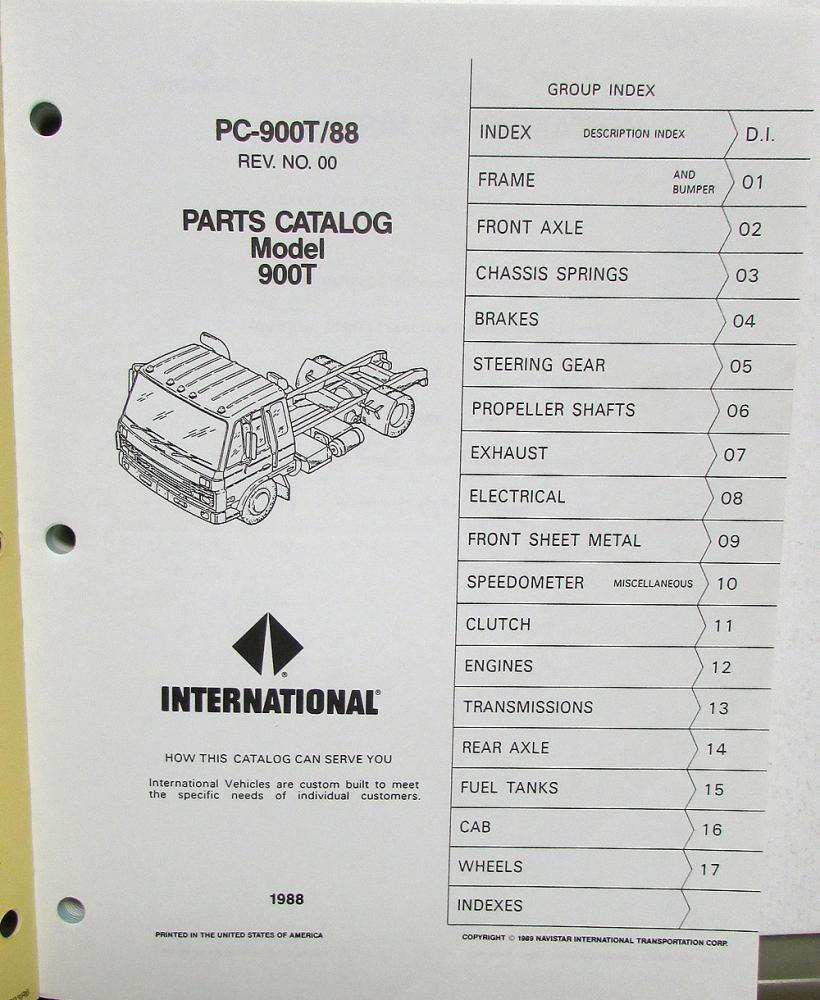 PC-900T/88
REV. NO. 00
PARTS CATALOG
Model
900T
INTERNATIONAL®
HOW THIS CATALOG CAN SERVE YOU
International Vehicles are custom built to meet
the specific needs of individual customers.
1988
PRINTED IN THE UNITED STATES OF AMERICA
GROUP INDEX
INDEX DESCRIPTION INDEX D.I.
FRAME AND BUMPER 01
FRONT AXLE 02
CHASSIS SPRINGS 03
BRAKES 04
STEERING GEAR 05
PROPELLER SHAFTS 06
EXHAUST 07
ELECTRICAL 08
FRONT SHEET METAL 09
SPEEDOMETER MISCELLANEOUS 10
CLUTCH 11
ENGINES 12
TRANSMISSIONS 13
REAR AXLE 14
FUEL TANKS 15
CAB 16
WHEELS 17
INDEXES
COPYRIGHT © 1989 NAVISTAR INTERNATIONAL TRANSPORTATION CORP.